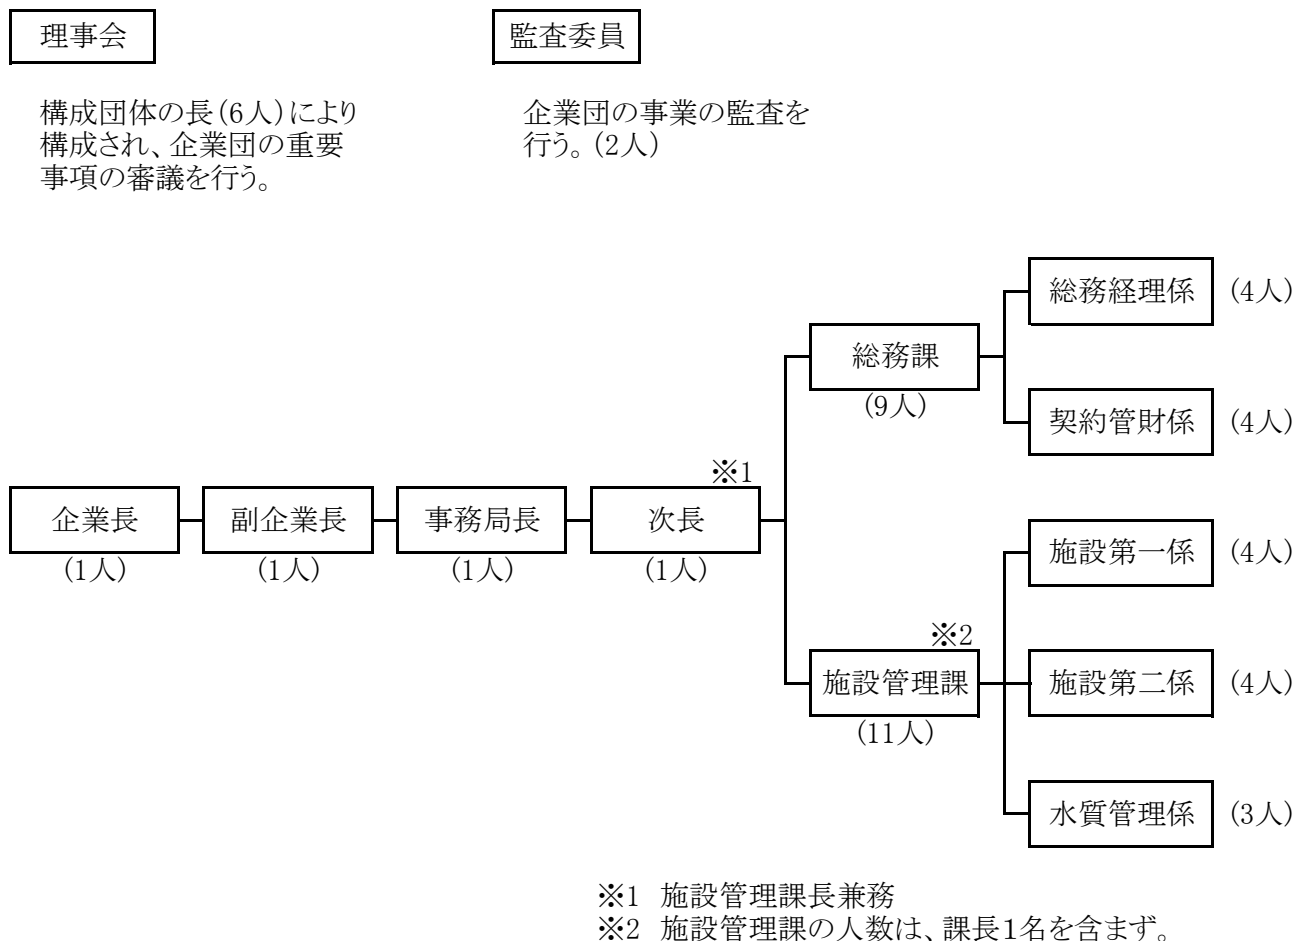 理事会
構成団体の長(6人)により
構成され、企業団の重要
事項の審議を行う。
監査委員
企業団の事業の監査を
行う。(2人)
企業長
(1人)
副企業長
(1人)
事務局長
(1人)
※1
次長
(1人)
総務課
(9人)
総務経理係 (4人)
契約管財係 (4人)
※2
施設管理課
(11人)
施設第一係 (4人)
施設第二係 (4人)
水質管理係 (3人)
※1 施設管理課長兼務
※2 施設管理課の人数は、課長1名を含まず。